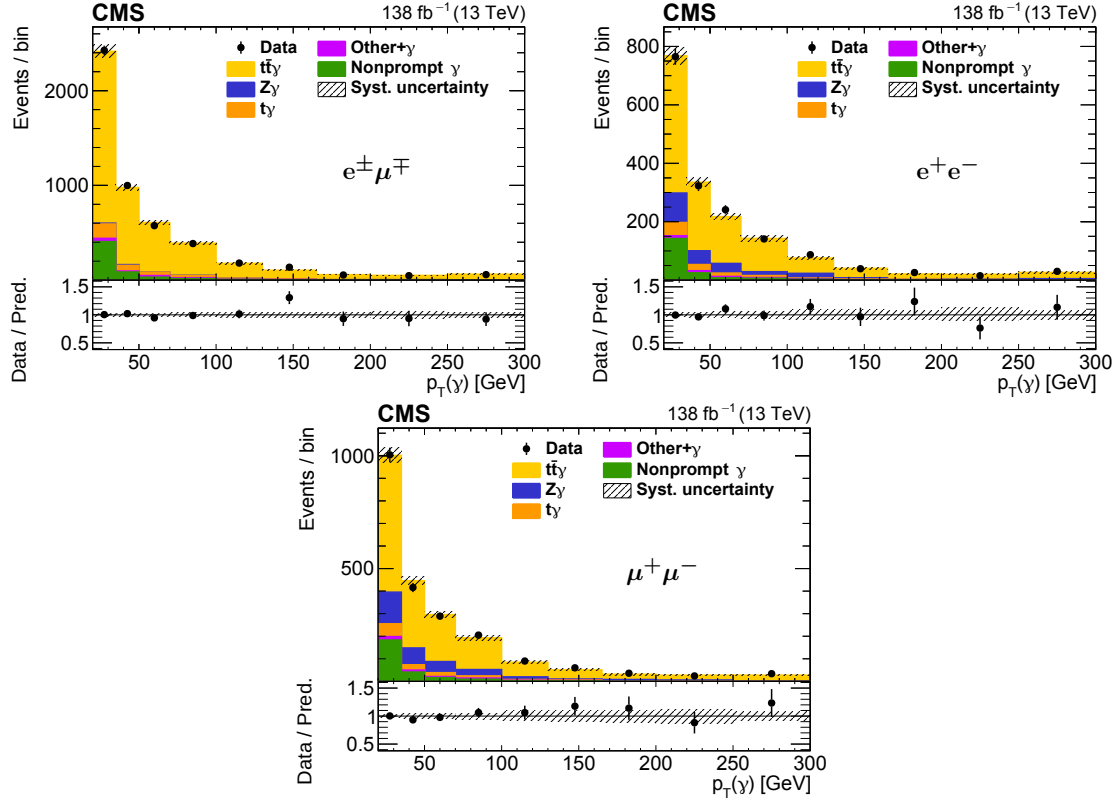 CMS 138 fb⁻¹ (13 TeV)
Events / bin
2000
1000
Data
tt̄γ
Zγ
tγ
Other+γ
Nonprompt γ
Syst. uncertainty
e±μ∓
Data / Pred.
1.5
1
0.5
50 100 150 200 250 300
p_T(γ) [GeV]
CMS 138 fb⁻¹ (13 TeV)
Events / bin
800
600
400
200
Data
tt̄γ
Zγ
tγ
Other+γ
Nonprompt γ
Syst. uncertainty
e⁺e⁻
Data / Pred.
1.5
1
0.5
50 100 150 200 250 300
p_T(γ) [GeV]
CMS 138 fb⁻¹ (13 TeV)
Events / bin
1000
500
Data
tt̄γ
Zγ
tγ
Other+γ
Nonprompt γ
Syst. uncertainty
μ⁺μ⁻
Data / Pred.
1.5
1
0.5
50 100 150 200 250 300
p_T(γ) [GeV]